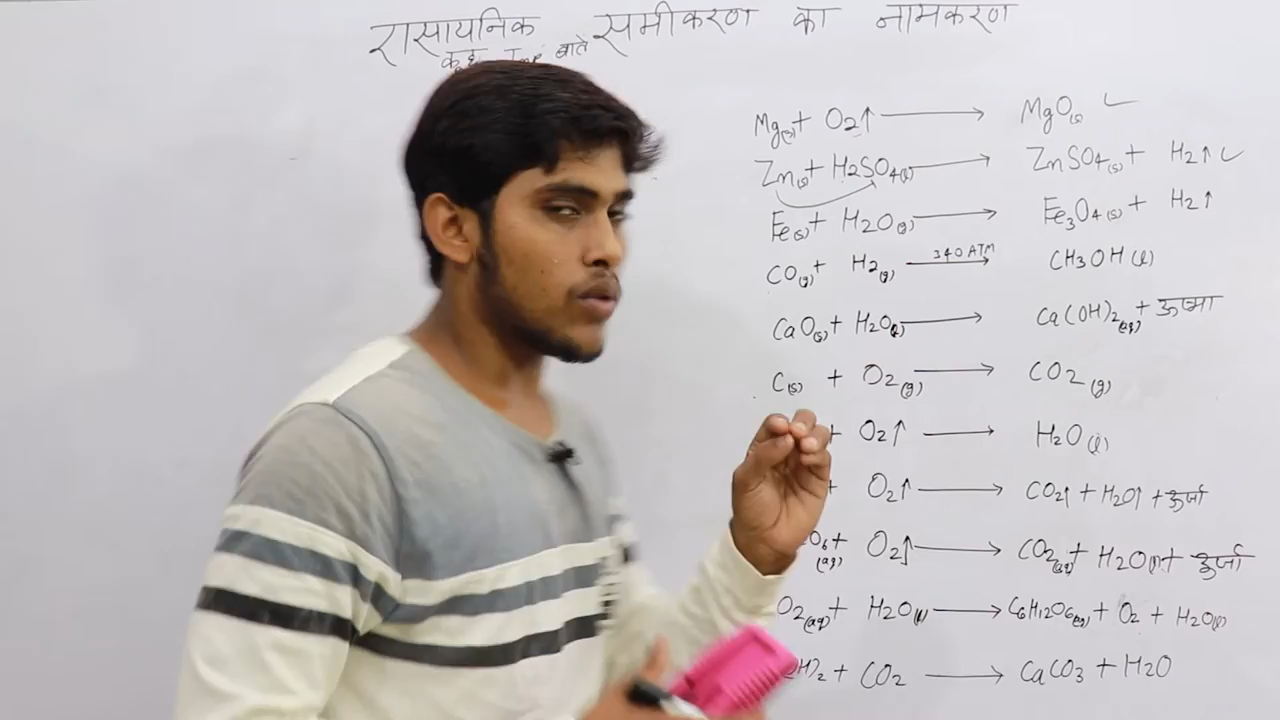 रासायनिक समीकरण का नामकरण
बाते
Mg(s) + O2↑ → MgO(s) ✓
Zn(s) + H2SO4(l) → ZnSO4(s) + H2↑ ✓
Fe(s) + H2O(g) → Fe3O4(s) + H2↑
CO(g) + H2(g) 340 ATM → CH3OH(l)
CaO(s) + H2O(l) → Ca(OH)2(aq) + ऊष्मा
C(s) + O2(g) → CO2(g)
+ O2↑ → H2O(l)
+ O2↑ → CO2↑ + H2O↑ + ऊर्जा
O6(aq) + O2↑ → CO2(aq) + H2O(l) + ऊर्जा
O2(aq) + H2O(l) → C6H12O6(aq) + O2 + H2O(l)
OH)2 + CO2 → CaCO3 + H2O